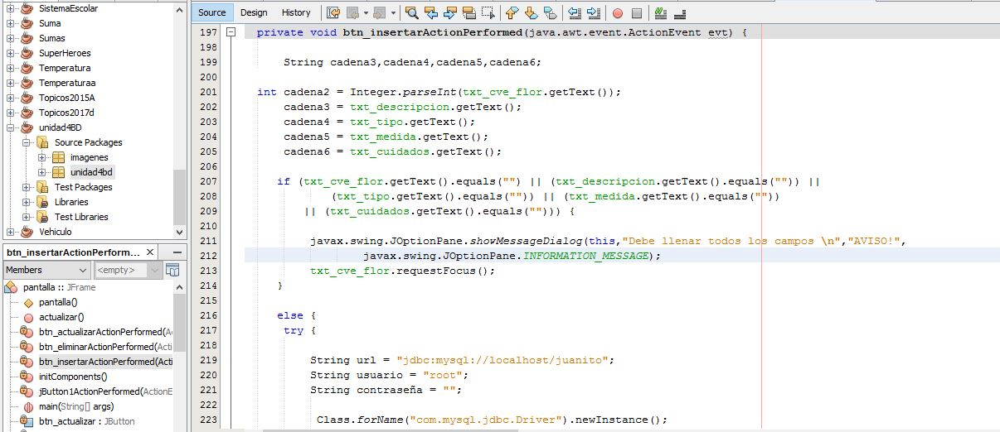 SistemaEscolar
Suma
Sumas
SuperHeroes
Temperatura
Temperaturaa
Topicos2015A
Topicos2017d
unidad4BD
Source Packages
imagenes
unidad4bd
Test Packages
Libraries
Test Libraries
Vehiculo
btn_insertarActionPerform... ×
Members <empty>
pantalla :: JFrame
pantalla()
actualizar()
btn_actualizarActionPerformed(A
btn_eliminarActionPerformed(Acti
btn_insertarActionPerformed(Acti
initComponents()
jButton1ActionPerformed(ActionE
main(String[] args)
btn_actualizar : JButton
Source Design History
197 private void btn_insertarActionPerformed(java.awt.event.ActionEvent evt) {
198
199 String cadena3,cadena4,cadena5,cadena6;
200
201 int cadena2 = Integer.parseInt(txt_cve_flor.getText());
202 cadena3 = txt_descripcion.getText();
203 cadena4 = txt_tipo.getText();
204 cadena5 = txt_medida.getText();
205 cadena6 = txt_cuidados.getText();
206
207 if (txt_cve_flor.getText().equals("") || (txt_descripcion.getText().equals("")) ||
208 (txt_tipo.getText().equals("")) || (txt_medida.getText().equals(""))
209 || (txt_cuidados.getText().equals(""))) {
210
211 javax.swing.JOptionPane.showMessageDialog(this,"Debe llenar todos los campos \n","AVISO!",
212 javax.swing.JOptionPane.INFORMATION_MESSAGE);
213 txt_cve_flor.requestFocus();
214 }
215
216 else {
217 try {
218
219 String url = "jdbc:mysql://localhost/juanito";
220 String usuario = "root";
221 String contraseña = "";
222
223 Class.forName("com.mysql.jdbc.Driver").newInstance();